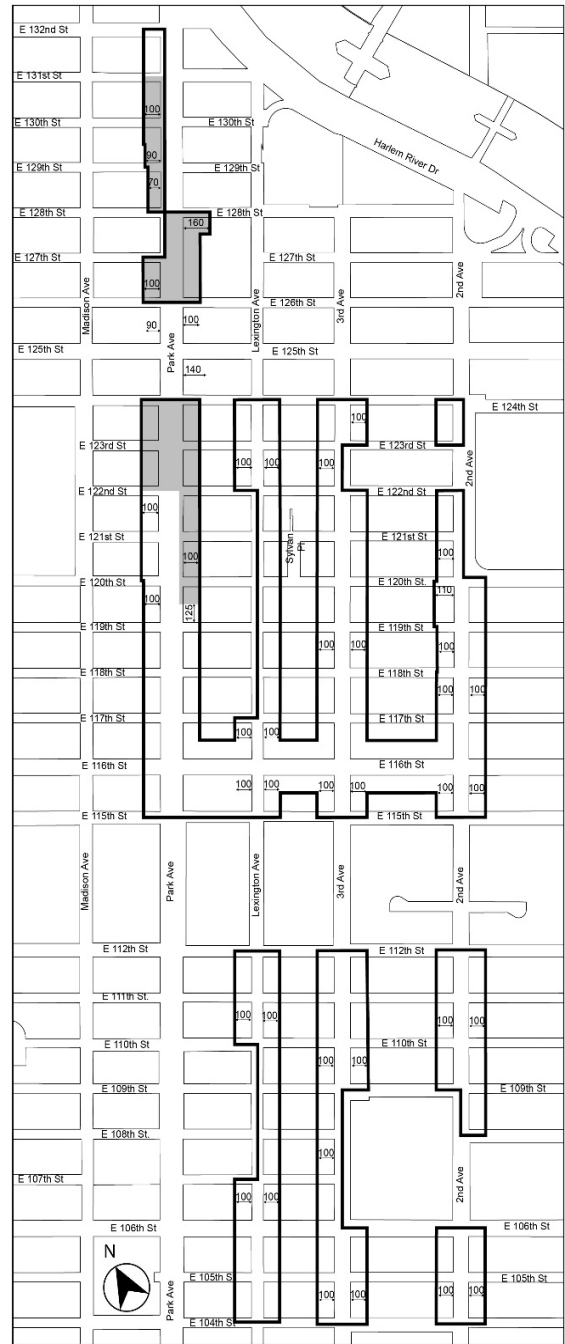 E 132nd St
E 131st St
100
E 130th St
E 130th St
90
Harlem River Dr
E 129th St
E 129th St
70
E 128th St
E 128th St
160
E 127th St
E 127th St
Madison Ave
100
2nd Ave
Lexington Ave
E 126th St
3rd Ave
90
100
Park Ave
E 125th St
E 125th St
140
E 124th St
100
E 123rd St
E 123rd St
100
100
100
2nd Ave
E 122nd St
E 122nd St
100
E 121st St
E 121st St
Sylvan Pl
100
100
E 120th St
E 120th St.
100
110
125
E 119th St
E 119th St
100
100
100
E 118th St
E 118th St
100
100
E 117th St
E 117th St
100
100
E 116th St
E 116th St
100
100
100
100
100
100
E 115th St
E 115th St
Madison Ave
Park Ave
Lexington Ave
3rd Ave
2nd Ave
E 112th St
E 112th St
E 111th St.
100
100
100
100
E 110th St
E 110th St
100
100
E 109th St
E 109th St
E 108th St.
100
E 107th St
100
100
2nd Ave
E 106th St
E 106th St
N
E 105th St
E 105th St
Park Ave
100
100
100
100
E 104th St